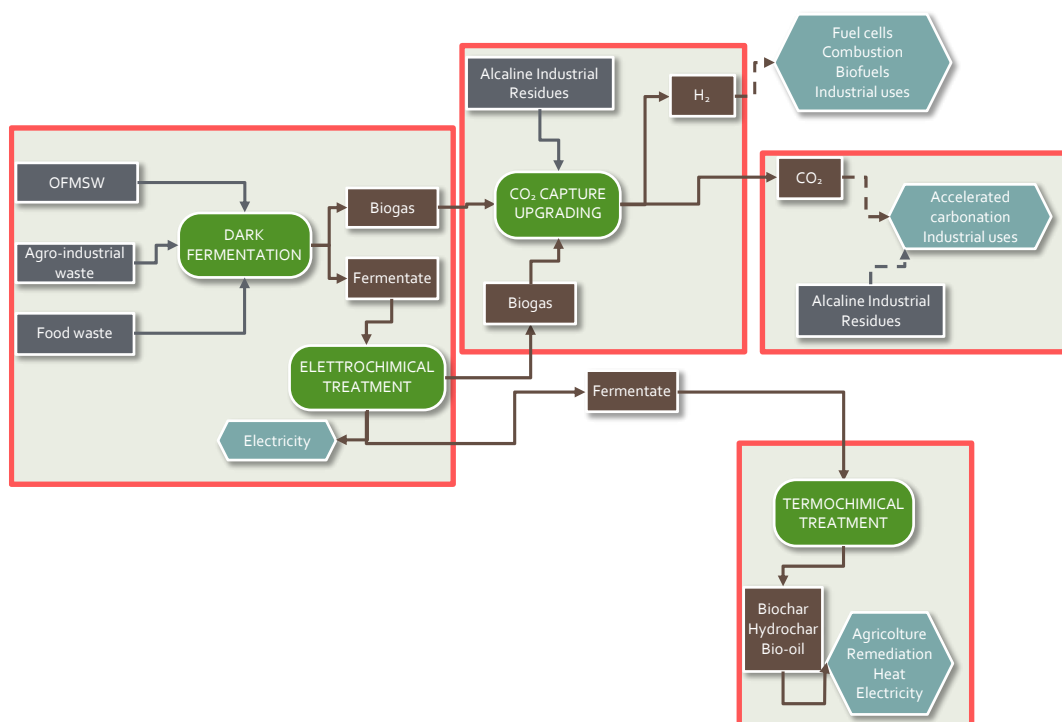 Fuel cells
Combustion
Biofuels
Industrial uses
Alcaline Industrial
Residues
H₂
OFMSW
CO₂
Biogas
CO₂ CAPTURE
UPGRADING
Accelerated
carbonation
Industrial uses
DARK
FERMENTATION
Agro-industrial
waste
Fermentate
Biogas
Alcaline Industrial
Residues
Food waste
ELETTROCHIMICAL
TREATMENT
Fermentate
Electricity
TERMOCHIMICAL
TREATMENT
Biochar
Hydrochar
Bio-oil
Agricolture
Remediation
Heat
Electricity